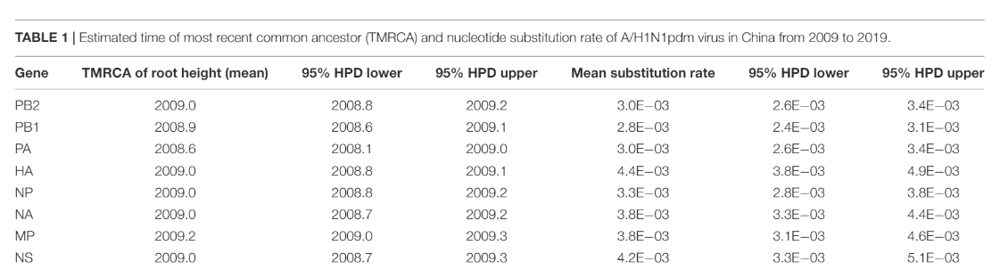 TABLE 1 | Estimated time of most recent common ancestor (TMRCA) and nucleotide substitution rate of A/H1N1pdm virus in China from 2009 to 2019.
Gene TMRCA of root height (mean) 95% HPD lower 95% HPD upper Mean substitution rate 95% HPD lower 95% HPD upper
PB2 2009.0 2008.8 2009.2 3.0E−03 2.6E−03 3.4E−03
PB1 2008.9 2008.6 2009.1 2.8E−03 2.4E−03 3.1E−03
PA 2008.6 2008.1 2009.0 3.0E−03 2.6E−03 3.4E−03
HA 2009.0 2008.8 2009.1 4.4E−03 3.8E−03 4.9E−03
NP 2009.0 2008.8 2009.2 3.3E−03 2.8E−03 3.8E−03
NA 2009.0 2008.7 2009.2 3.8E−03 3.3E−03 4.4E−03
MP 2009.2 2009.0 2009.3 3.8E−03 3.1E−03 4.6E−03
NS 2009.0 2008.7 2009.3 4.2E−03 3.3E−03 5.1E−03